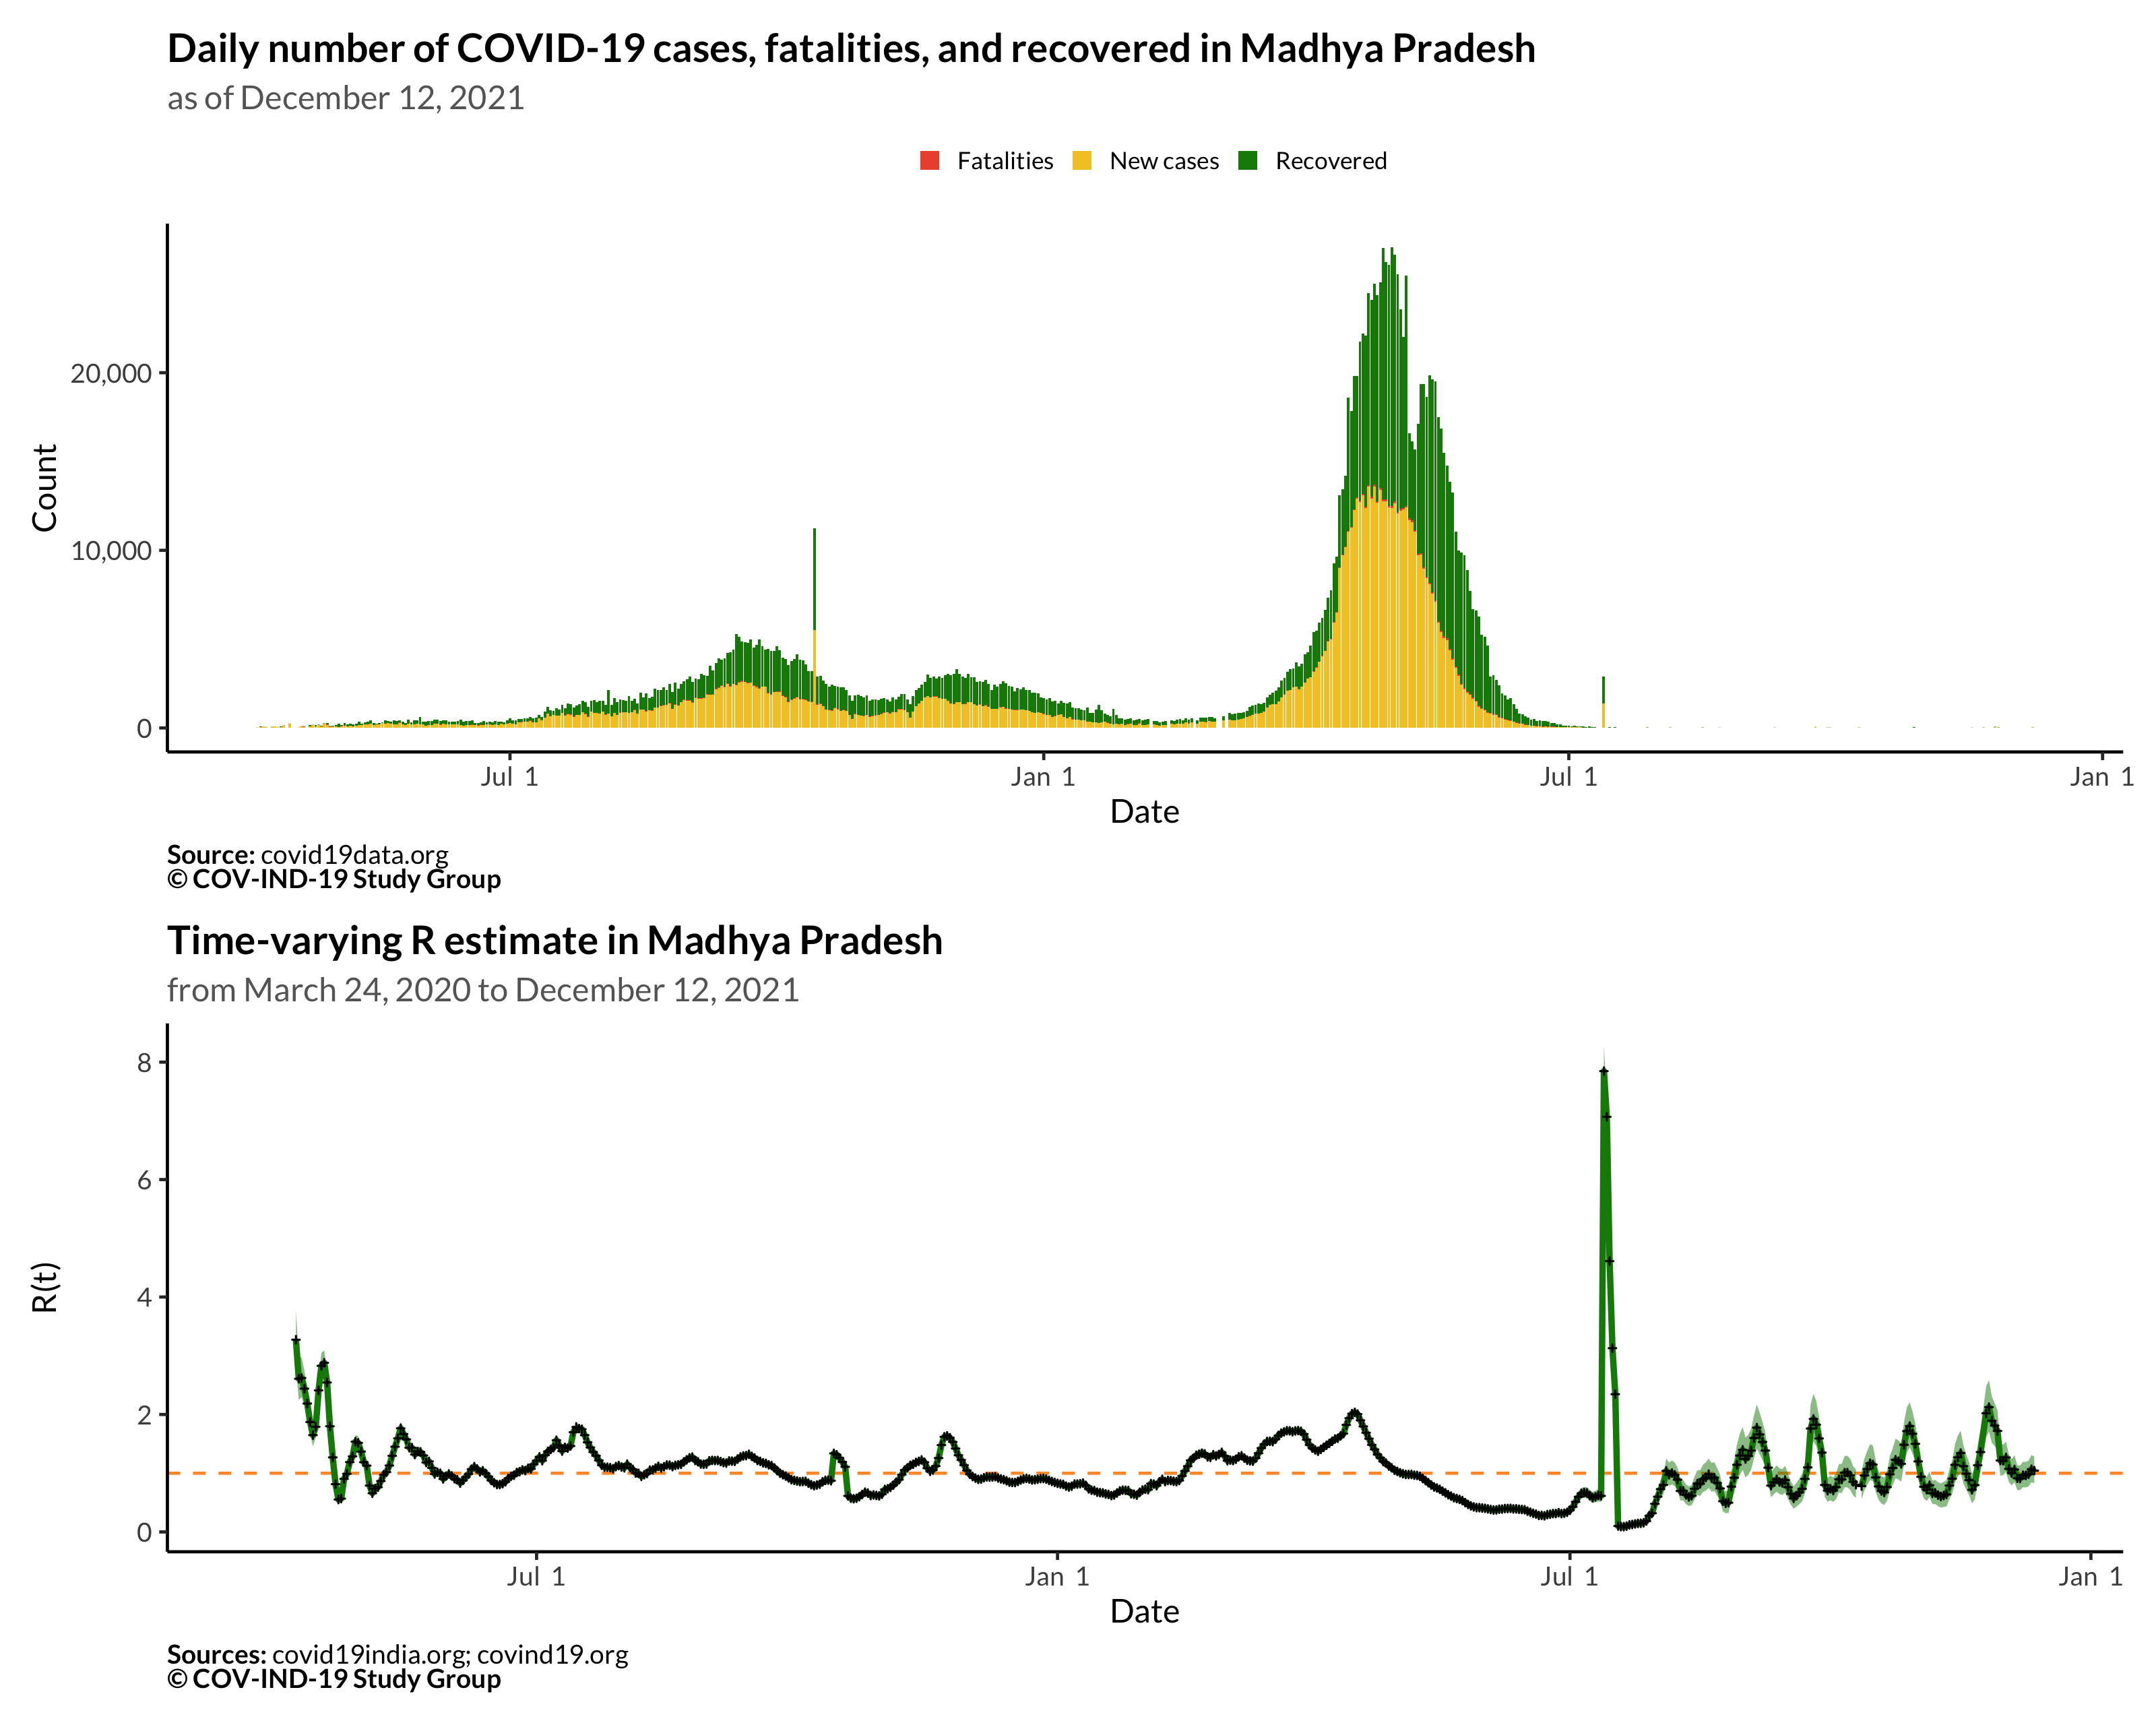 Daily number of COVID-19 cases, fatalities, and recovered in Madhya Pradesh
as of December 12, 2021
Fatalities New cases Recovered
Count
20,000
10,000
0
Jul 1 Jan 1 Jul 1 Jan 1
Date
Source: covid19data.org
© COV-IND-19 Study Group
Time-varying R estimate in Madhya Pradesh
from March 24, 2020 to December 12, 2021
R(t)
8
6
4
2
0
Jul 1 Jan 1 Jul 1 Jan 1
Date
Sources: covid19india.org; covind19.org
© COV-IND-19 Study Group